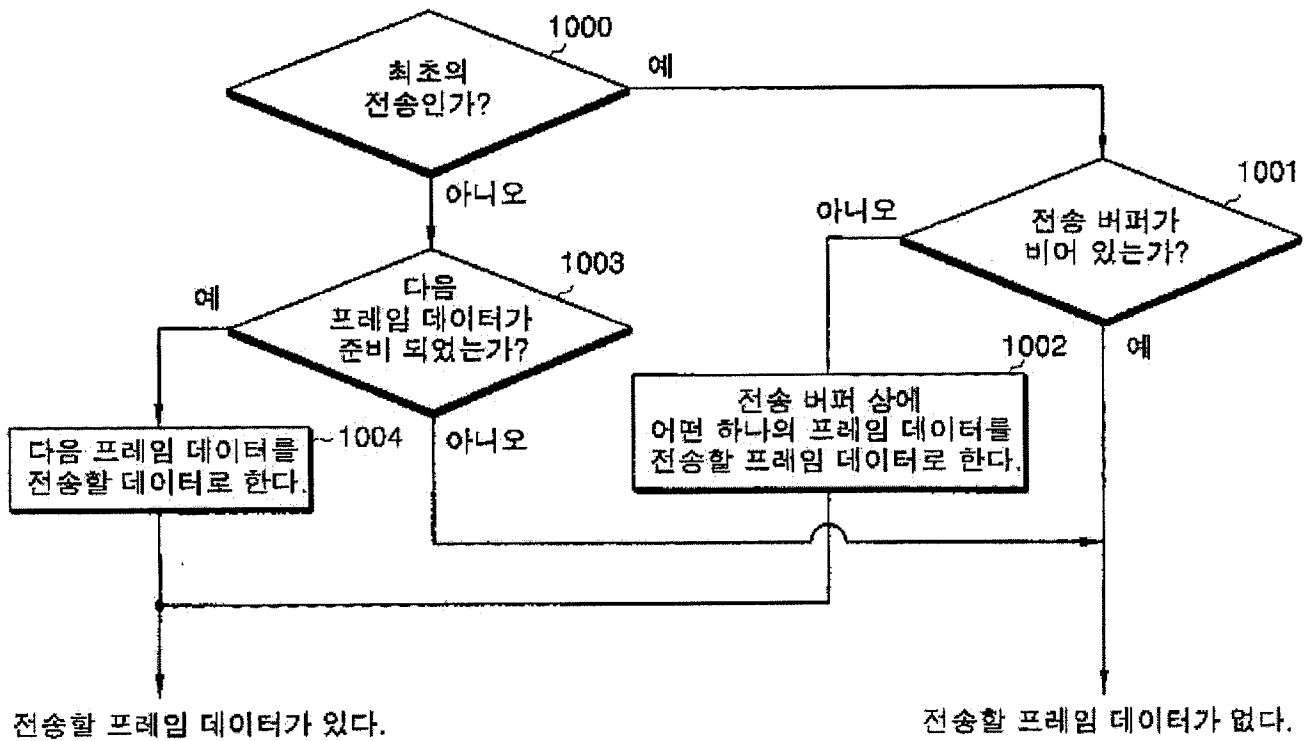 1000
최초의
전송인가?
예
아니오
1001
전송 버퍼가
비어 있는가?
아니오
예
1003
다음
프레임 데이터가
준비 되었는가?
예
아니오
1002
전송 버퍼 상에
어떤 하나의 프레임 데이터를
전송할 프레임 데이터로 한다.
1004
다음 프레임 데이터를
전송할 데이터로 한다.
전송할 프레임 데이터가 있다.
전송할 프레임 데이터가 없다.